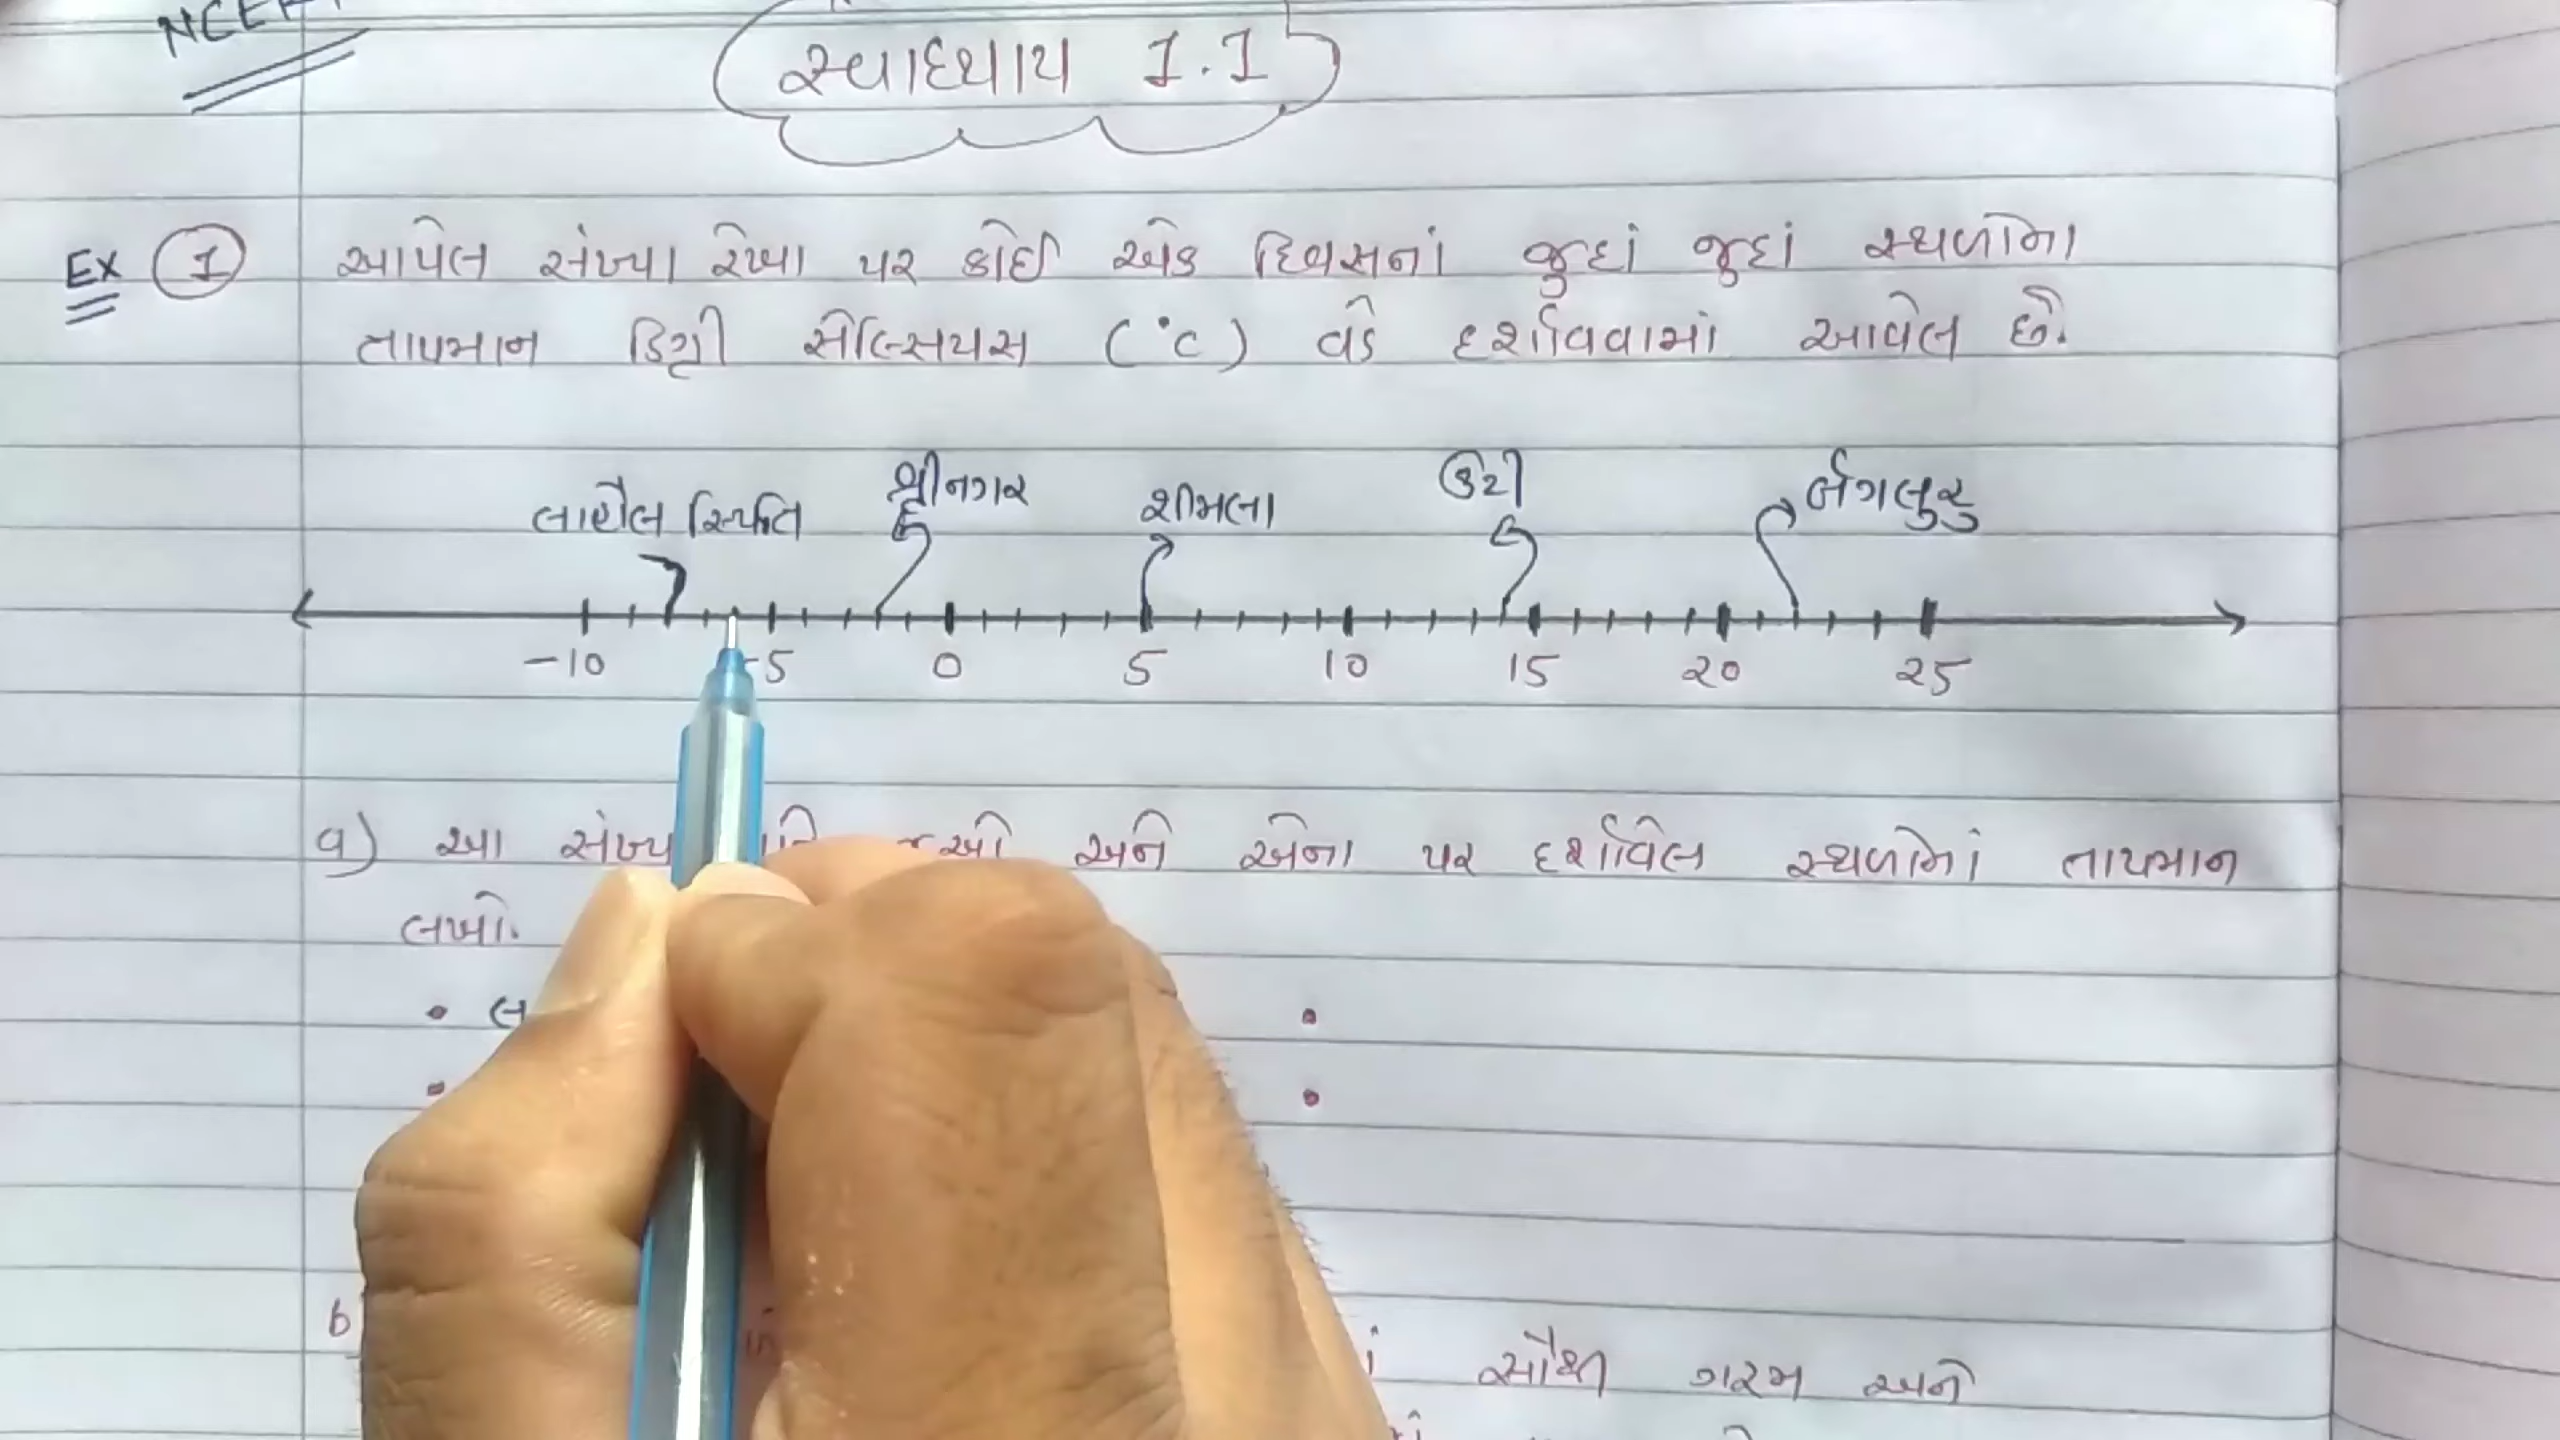 સ્વાધ્યાય 1.1
Ex 1 આપેલ સંખ્યા રેખા પર કોઈ એક દિવસનાં જુદાં જુદાં સ્થળોના
તાપમાન ડિગ્રી સેલ્સિયસ (°C) વડે દર્શાવવામાં આવેલ છે.
લાહૌલ સ્પિતિ શ્રીનગર શીમલા ઉટી બેંગલુરુ
-10 -5 0 5 10 15 20 25
a) આ જુઓ અને એના પર દર્શાવેલ સ્થળોનાં તાપમાન
લખો.
b સૌથી ગરમ અને